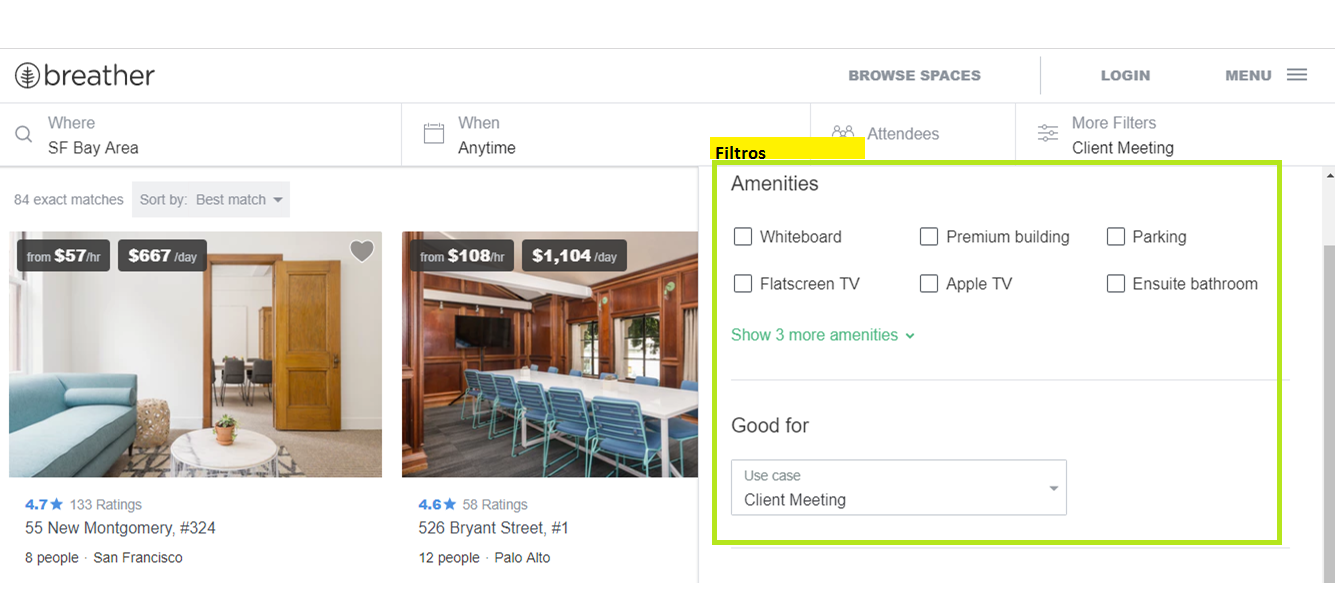 breather
BROWSE SPACES
LOGIN
MENU
Where
SF Bay Area
When
Anytime
Attendees
More Filters
Client Meeting
Filtros
84 exact matches
Sort by: Best match
from $57/hr
$667 /day
from $108/hr
$1,104 /day
4.7★ 133 Ratings
55 New Montgomery, #324
8 people · San Francisco
4.6★ 58 Ratings
526 Bryant Street, #1
12 people · Palo Alto
Amenities
Whiteboard
Premium building
Parking
Flatscreen TV
Apple TV
Ensuite bathroom
Show 3 more amenities
Good for
Use case
Client Meeting